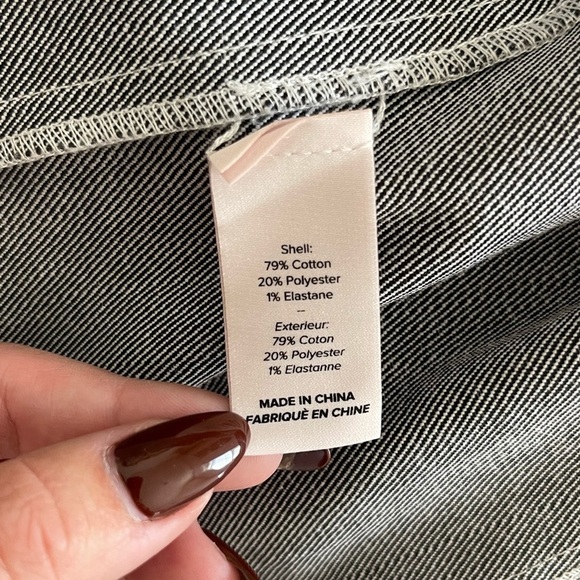 Shell:
79% Cotton
20% Polyester
1% Elastane
--
Exterieur:
79% Coton
20% Polyester
1% Elastanne
MADE IN CHINA
FABRIQUÈ EN CHINE